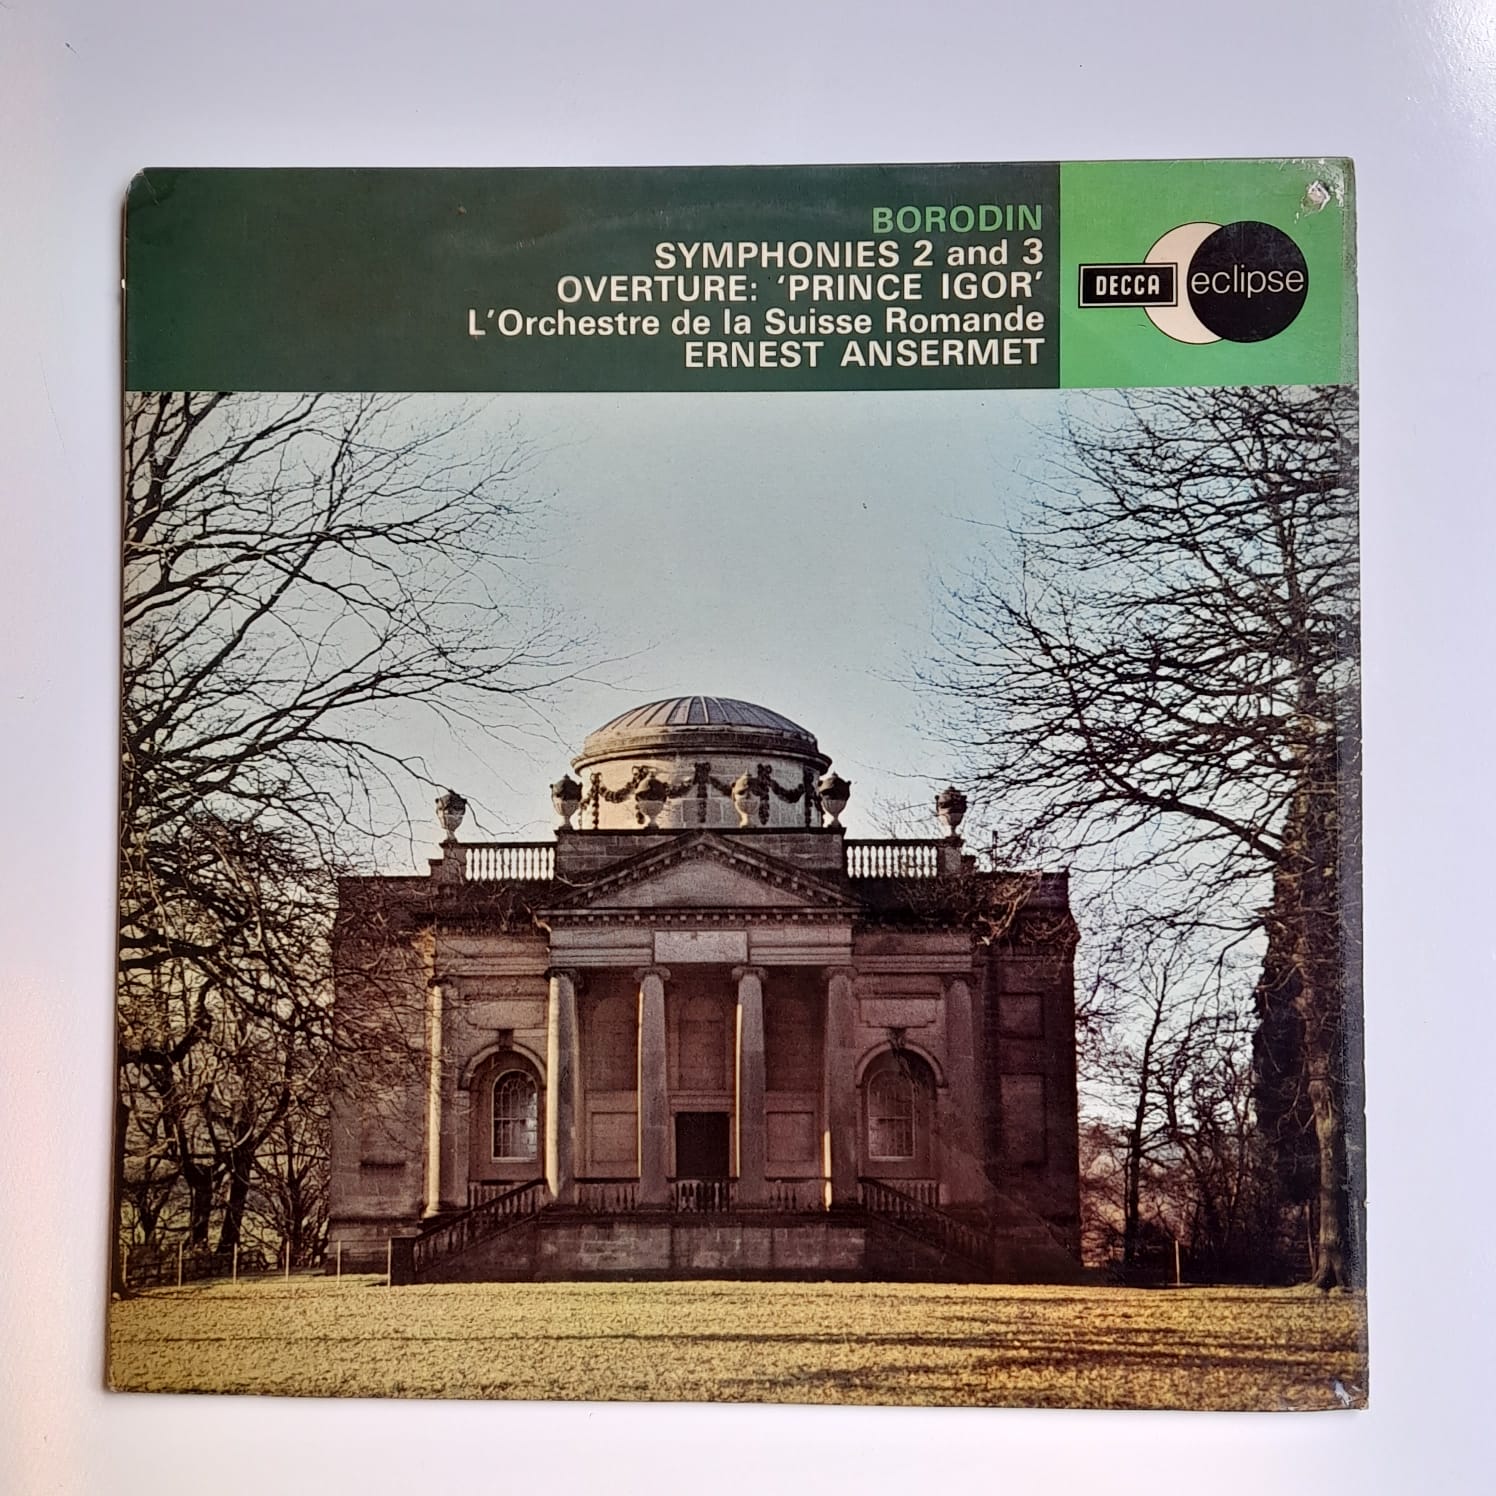 BORODIN
SYMPHONIES 2 and 3
OVERTURE: ‘PRINCE IGOR’
L’Orchestre de la Suisse Romande
ERNEST ANSERMET
DECCA eclipse